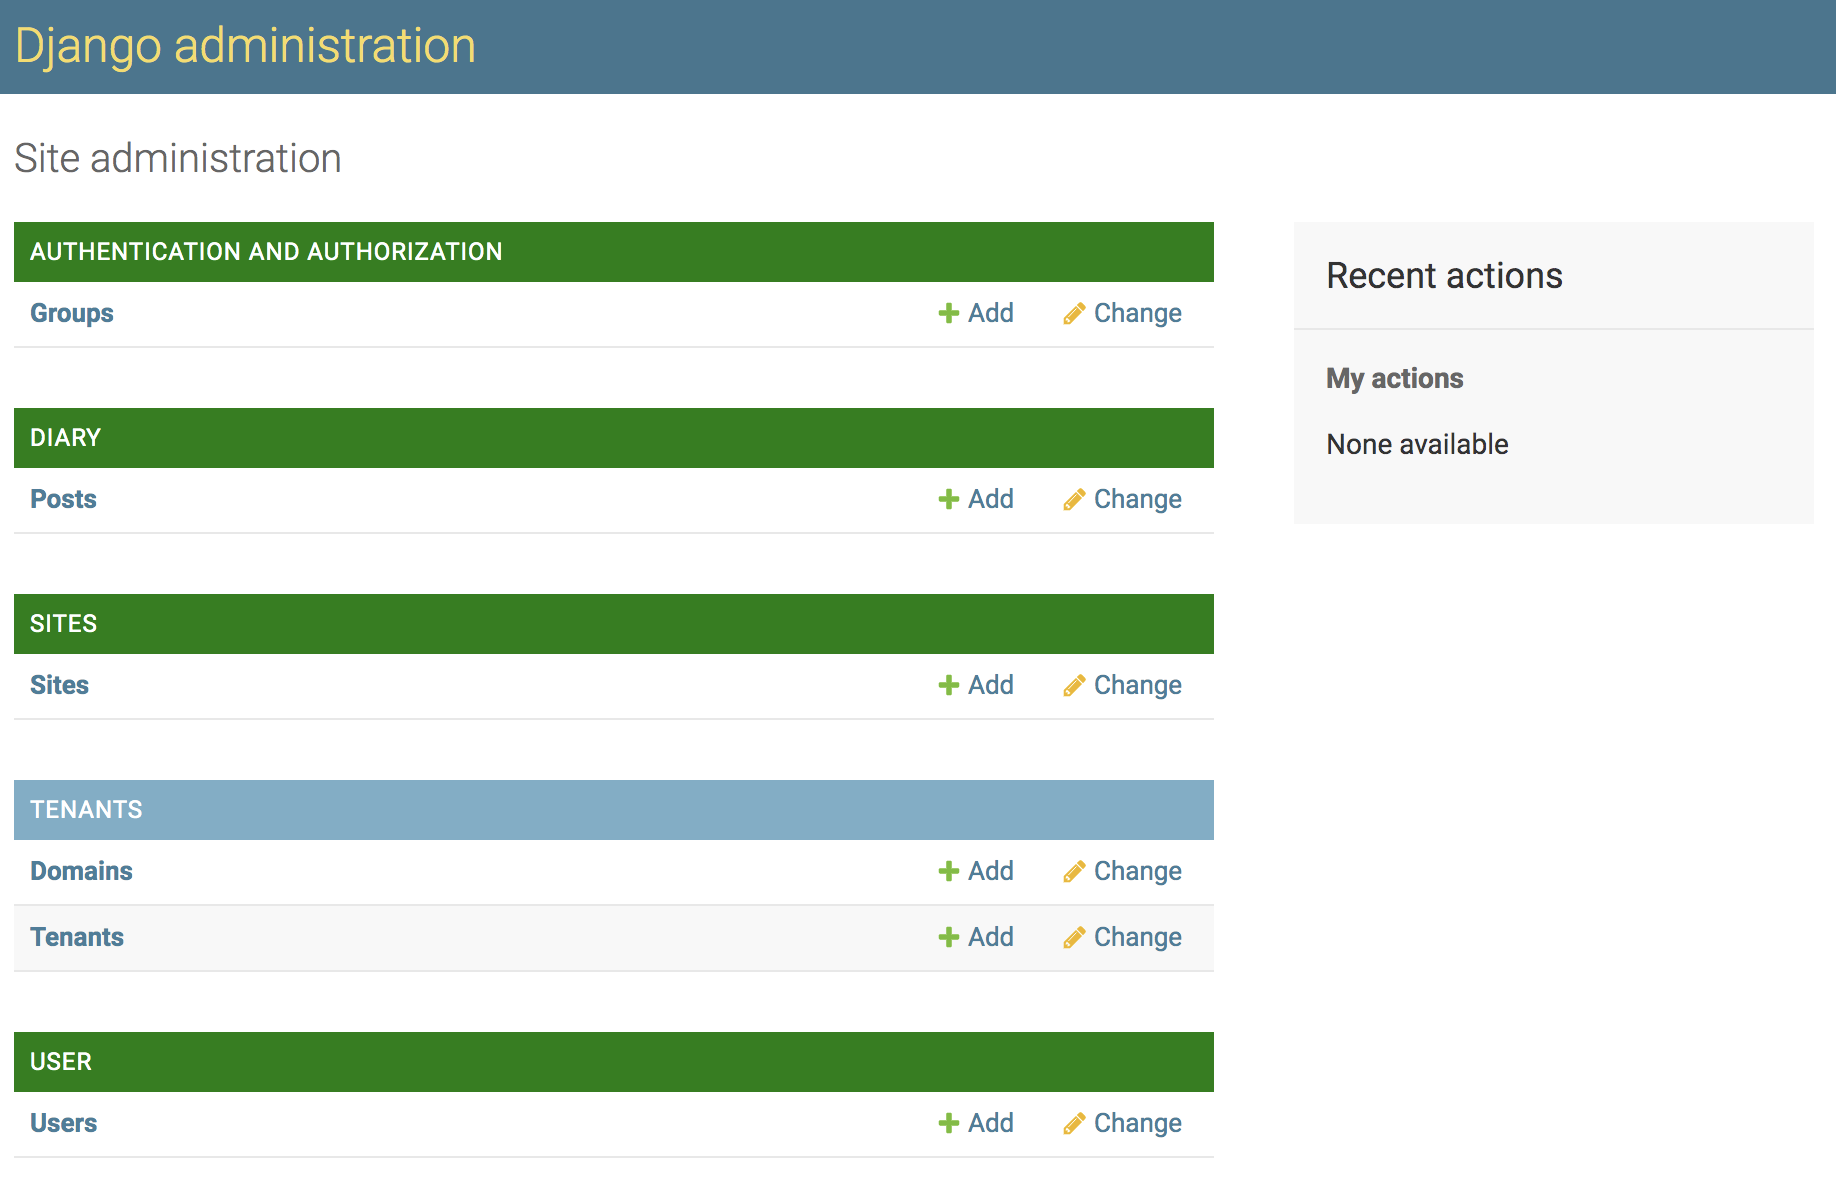 Django administration
Site administration
AUTHENTICATION AND AUTHORIZATION
Groups Add Change
DIARY
Posts Add Change
SITES
Sites Add Change
TENANTS
Domains Add Change
Tenants Add Change
USER
Users Add Change
Recent actions
My actions
None available